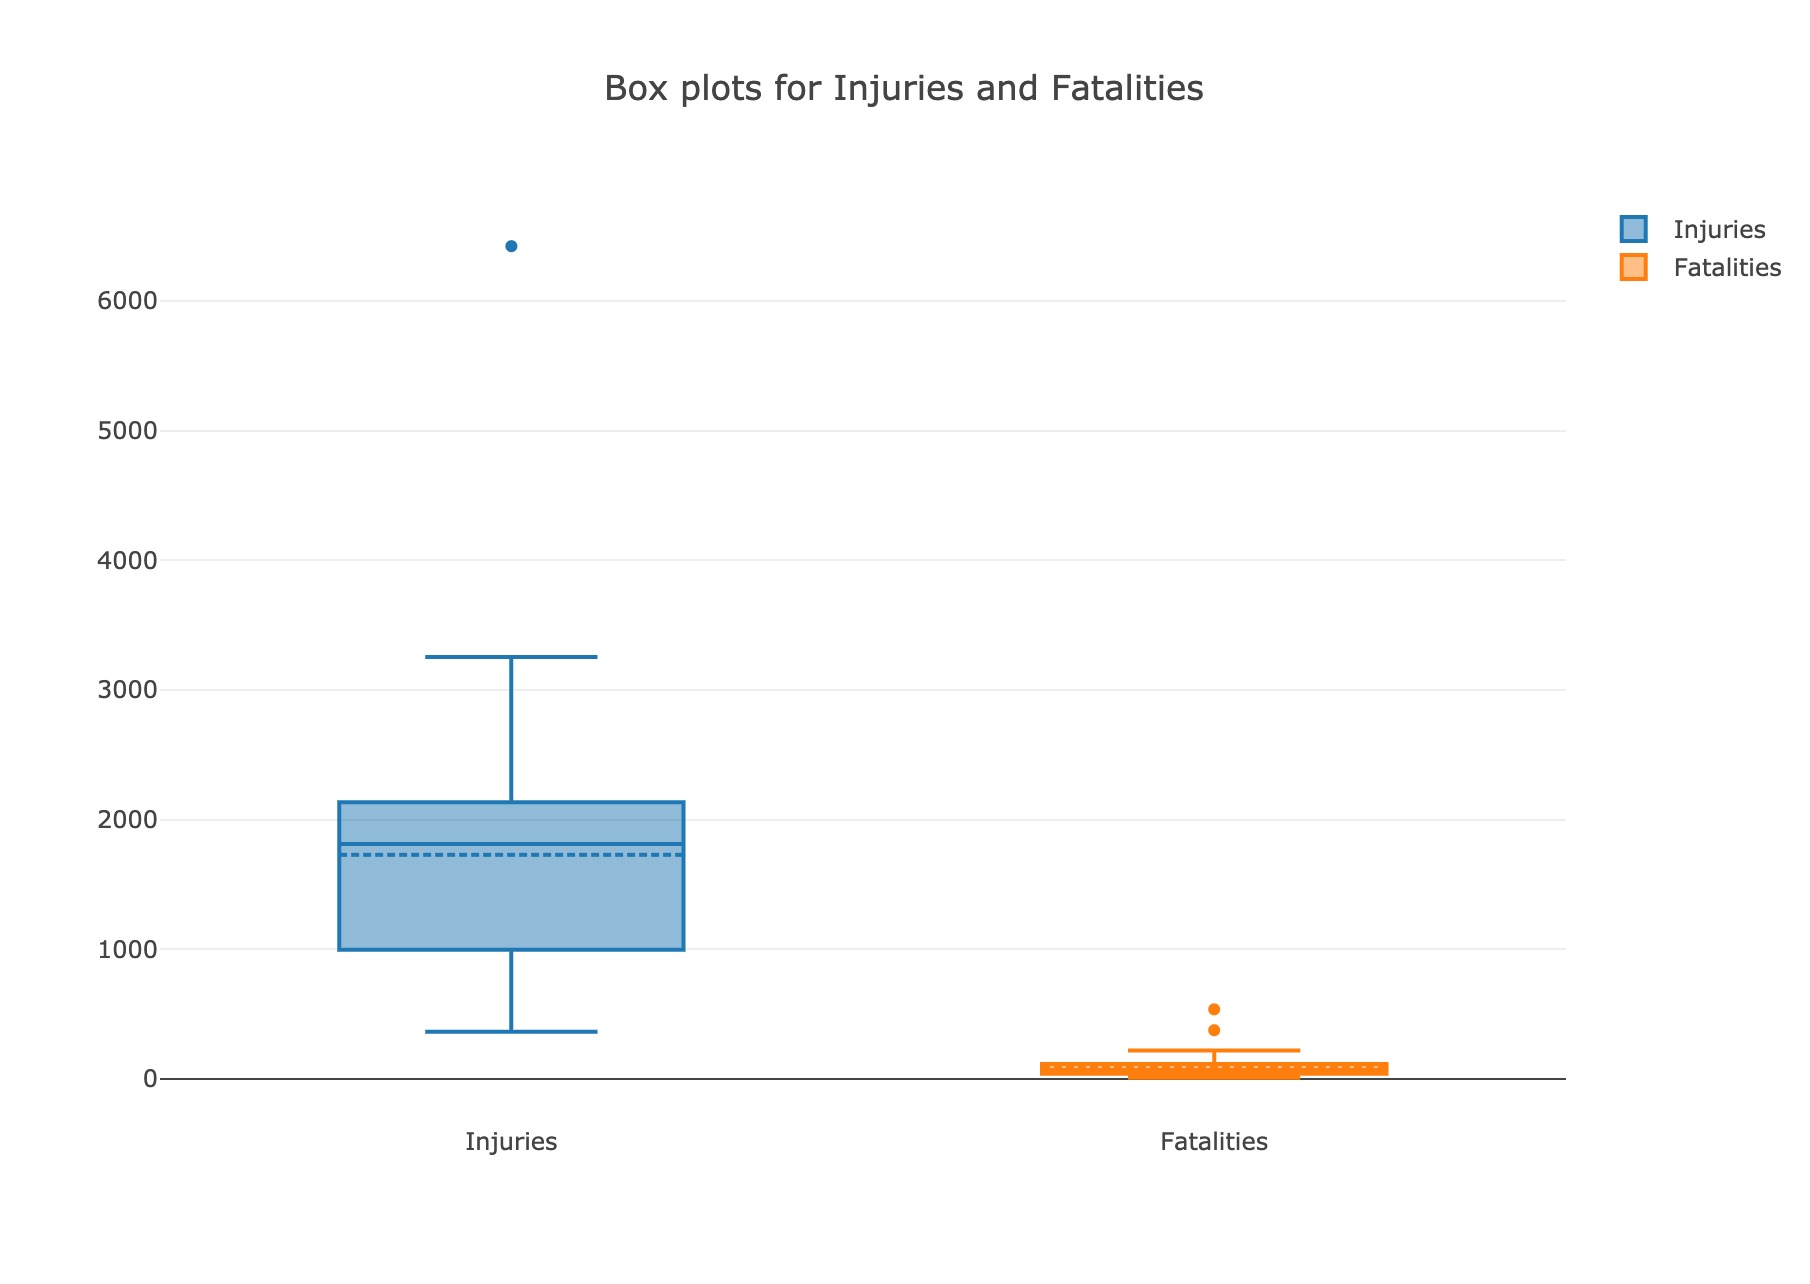 Box plots for Injuries and Fatalities
Injuries
Fatalities
6000
5000
4000
3000
2000
1000
0
Injuries
Fatalities